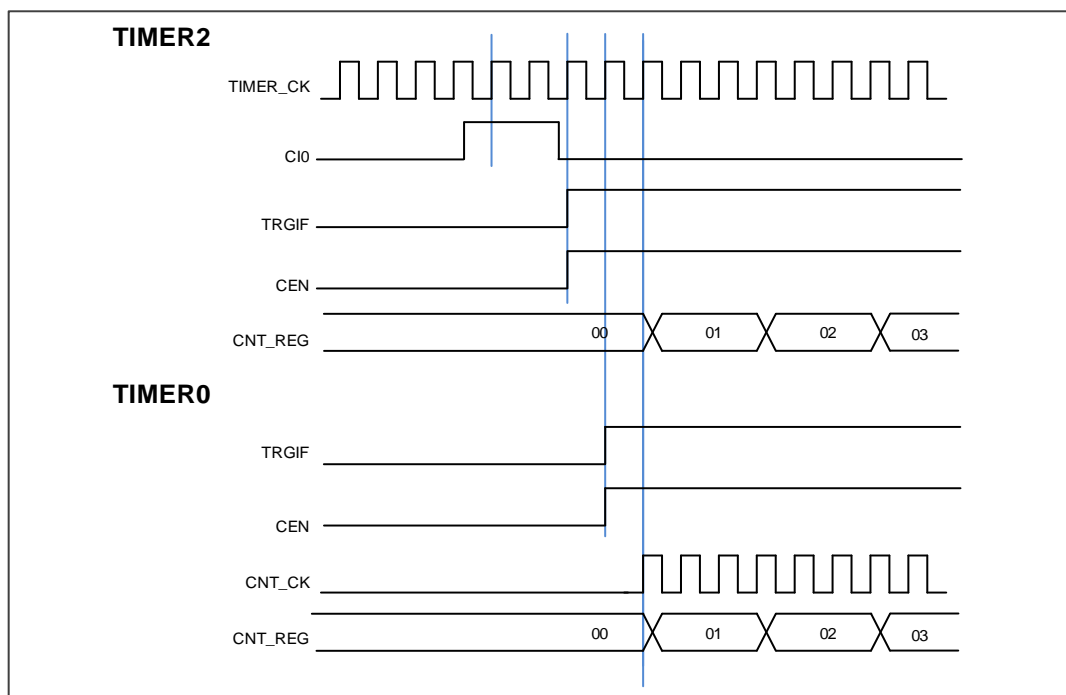 TIMER2
TIMER_CK
CI0
TRGIF
CEN
CNT_REG 00 01 02 03
TIMER0
TRGIF
CEN
CNT_CK
CNT_REG 00 01 02 03